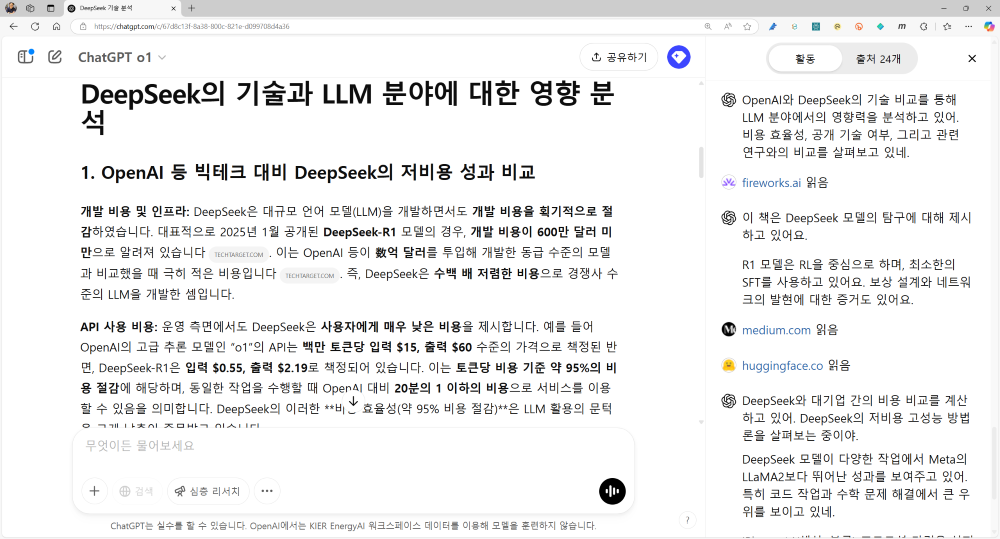 DeepSeek 기술 분석
https://chatgpt.com/c/67d8c13f-8a38-800c-821e-d099708d4a36
ChatGPT o1
공유하기
DeepSeek의 기술과 LLM 분야에 대한 영향 분
석
1. OpenAI 등 빅테크 대비 DeepSeek의 저비용 성과 비교
개발 비용 및 인프라: DeepSeek은 대규모 언어 모델(LLM)을 개발하면서도 개발 비용을 획기적으로 절
감하였습니다. 대표적으로 2025년 1월 공개된 DeepSeek-R1 모델의 경우, 개발 비용이 600만 달러 미
만으로 알려져 있습니다 TECHTARGET.COM . 이는 OpenAI 등이 数억 달러를 투입해 개발한 동급 수준의 모델
과 비교했을 때 극히 적은 비용입니다 TECHTARGET.COM . 즉, DeepSeek은 수백 배 저렴한 비용으로 경쟁사 수
준의 LLM을 개발한 셈입니다.
API 사용 비용: 운영 측면에서도 DeepSeek은 사용자에게 매우 낮은 비용을 제시합니다. 예를 들어
OpenAI의 고급 추론 모델인 “o1”의 API는 백만 토큰당 입력 $15, 출력 $60 수준의 가격으로 책정된 반
면, DeepSeek-R1은 입력 $0.55, 출력 $2.19로 책정되어 있습니다. 이는 토큰당 비용 기준 약 95%의 비
용 절감에 해당하며, 동일한 작업을 수행할 때 OpenAI 대비 20분의 1 이하의 비용으로 서비스를 이용
할 수 있음을 의미합니다. DeepSeek의 이러한 **비용 효율성(약 95% 비용 절감)**은 LLM 활용의 문턱
무엇이든 물어보세요
검색
심층 리서치
ChatGPT는 실수를 할 수 있습니다. OpenAI에서는 KIER EnergyAI 워크스페이스 데이터를 이용해 모델을 훈련하지 않습니다.
?
활동
출처 24개
OpenAI와 DeepSeek의 기술 비교를 통해
LLM 분야에서의 영향력을 분석하고 있어.
비용 효율성, 공개 기술 여부, 그리고 관련
연구와의 비교를 살펴보고 있네.
fireworks.ai 읽음
이 책은 DeepSeek 모델의 탐구에 대해 제시
하고 있어요.
R1 모델은 RL을 중심으로 하며, 최소한의
SFT를 사용하고 있어요. 보상 설계와 네트워
크의 발현에 대한 증거도 있어요.
medium.com 읽음
huggingface.co 읽음
DeepSeek와 대기업 간의 비용 비교를 계산
하고 있어. DeepSeek의 저비용 고성능 방법
론을 살펴보는 중이야.
DeepSeek 모델이 다양한 작업에서 Meta의
LLaMA2보다 뛰어난 성과를 보여주고 있어.
특히 코드 작업과 수학 문제 해결에서 큰 우
위를 보이고 있네.